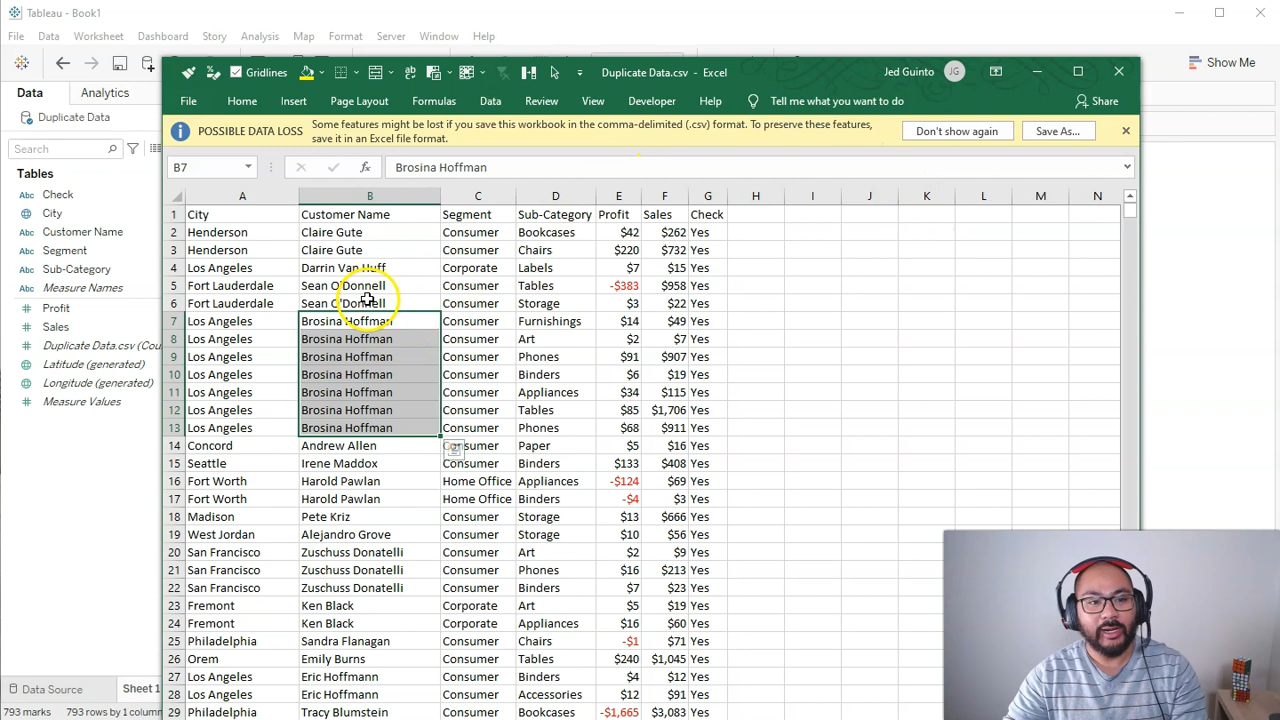 Tableau - Book1
File Data Worksheet Dashboard Story Analysis Map Format Server Window Help
Show Me
Data Analytics
Duplicate Data
Search
Tables
Abc Check
City
Abc Customer Name
Abc Segment
Abc Sub-Category
Abc Measure Names
# Profit
# Sales
# Duplicate Data.csv (Cou
Latitude (generated)
Longitude (generated)
# Measure Values
Data Source Sheet 1
793 marks 793 rows by 1 column
Gridlines
Duplicate Data.csv - Excel
Jed Guinto JG
File Home Insert Page Layout Formulas Data Review View Developer Help Tell me what you want to do Share
POSSIBLE DATA LOSS Some features might be lost if you save this workbook in the comma-delimited (.csv) format. To preserve these features,
save it in an Excel file format.
Don't show again Save As...
B7 fx Brosina Hoffman
A B C D E F G H I J K L M N
1 City Customer Name Segment Sub-Category Profit Sales Check
2 Henderson Claire Gute Consumer Bookcases $42 $262 Yes
3 Henderson Claire Gute Consumer Chairs $220 $732 Yes
4 Los Angeles Darrin Van Huff Corporate Labels $7 $15 Yes
5 Fort Lauderdale Sean O'Donnell Consumer Tables -$383 $958 Yes
6 Fort Lauderdale Sean O'Donnell Consumer Storage $3 $22 Yes
7 Los Angeles Brosina Hoffman Consumer Furnishings $14 $49 Yes
8 Los Angeles Brosina Hoffman Consumer Art $2 $7 Yes
9 Los Angeles Brosina Hoffman Consumer Phones $91 $907 Yes
10 Los Angeles Brosina Hoffman Consumer Binders $6 $19 Yes
11 Los Angeles Brosina Hoffman Consumer Appliances $34 $115 Yes
12 Los Angeles Brosina Hoffman Consumer Tables $85 $1,706 Yes
13 Los Angeles Brosina Hoffman Consumer Phones $68 $911 Yes
14 Concord Andrew Allen Consumer Paper $5 $16 Yes
15 Seattle Irene Maddox Consumer Binders $133 $408 Yes
16 Fort Worth Harold Pawlan Home Office Appliances -$124 $69 Yes
17 Fort Worth Harold Pawlan Home Office Binders -$4 $3 Yes
18 Madison Pete Kriz Consumer Storage $13 $666 Yes
19 West Jordan Alejandro Grove Consumer Storage $10 $56 Yes
20 San Francisco Zuschuss Donatelli Consumer Art $2 $9 Yes
21 San Francisco Zuschuss Donatelli Consumer Phones $16 $213 Yes
22 San Francisco Zuschuss Donatelli Consumer Binders $7 $23 Yes
23 Fremont Ken Black Corporate Art $5 $19 Yes
24 Fremont Ken Black Corporate Appliances $16 $60 Yes
25 Philadelphia Sandra Flanagan Consumer Chairs -$1 $71 Yes
26 Orem Emily Burns Consumer Tables $240 $1,045 Yes
27 Los Angeles Eric Hoffmann Consumer Binders $4 $12 Yes
28 Los Angeles Eric Hoffmann Consumer Accessories $12 $91 Yes
29 Philadelphia Tracy Blumstein Consumer Bookcases -$1,665 $3,083 Yes